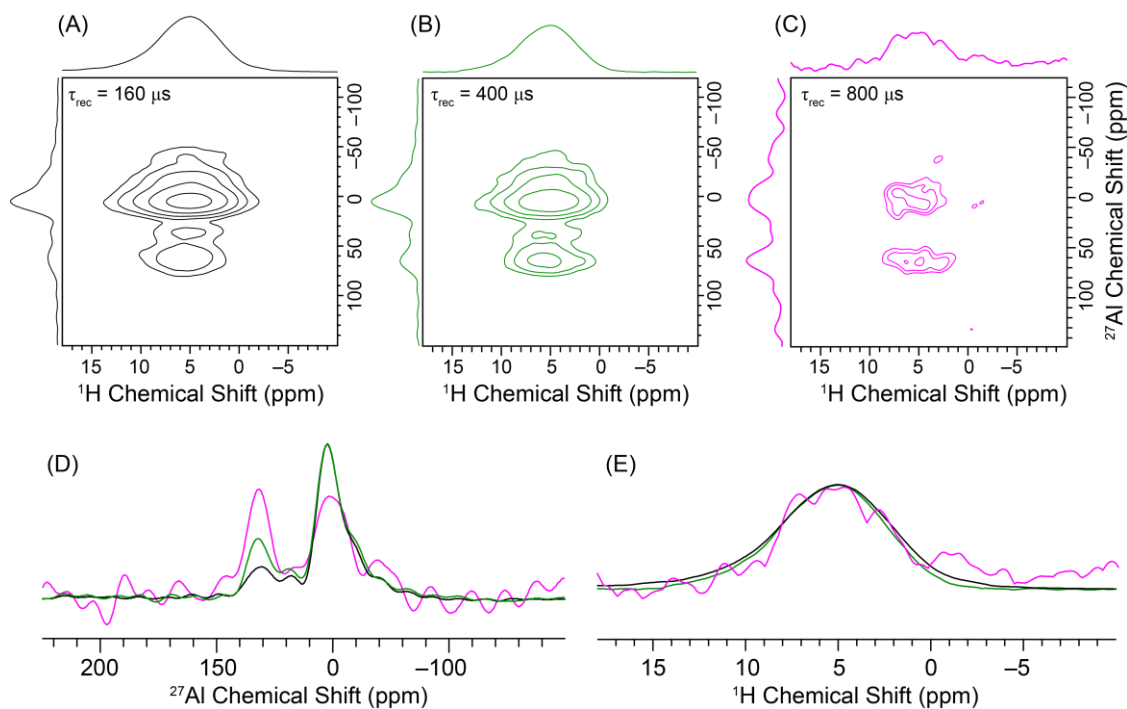 (A)
τrec = 160 μs
15 10 5 0 –5
¹H Chemical Shift (ppm)
–100
–50
0
50
100
(B)
τrec = 400 μs
15 10 5 0 –5
¹H Chemical Shift (ppm)
–100
–50
0
50
100
(C)
τrec = 800 μs
15 10 5 0 –5
¹H Chemical Shift (ppm)
–100
–50
0
50
100
²⁷Al Chemical Shift (ppm)
(D)
200 150 0 –100
²⁷Al Chemical Shift (ppm)
(E)
15 10 5 0 –5
¹H Chemical Shift (ppm)